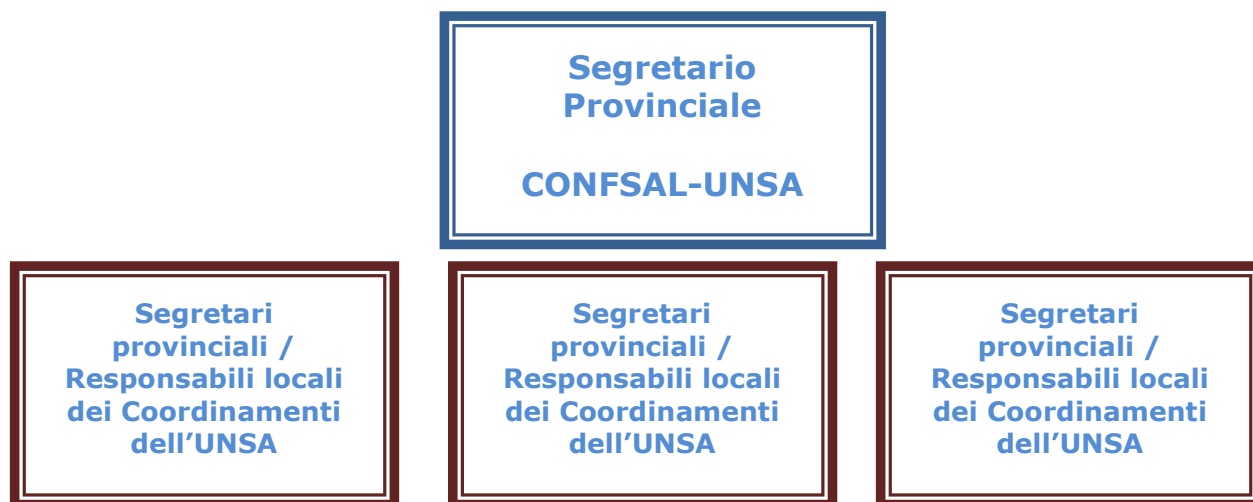 Segretario
Provinciale
CONFSAL-UNSA
Segretari
provinciali /
Responsabili locali
dei Coordinamenti
dell’UNSA
Segretari
provinciali /
Responsabili locali
dei Coordinamenti
dell’UNSA
Segretari
provinciali /
Responsabili locali
dei Coordinamenti
dell’UNSA